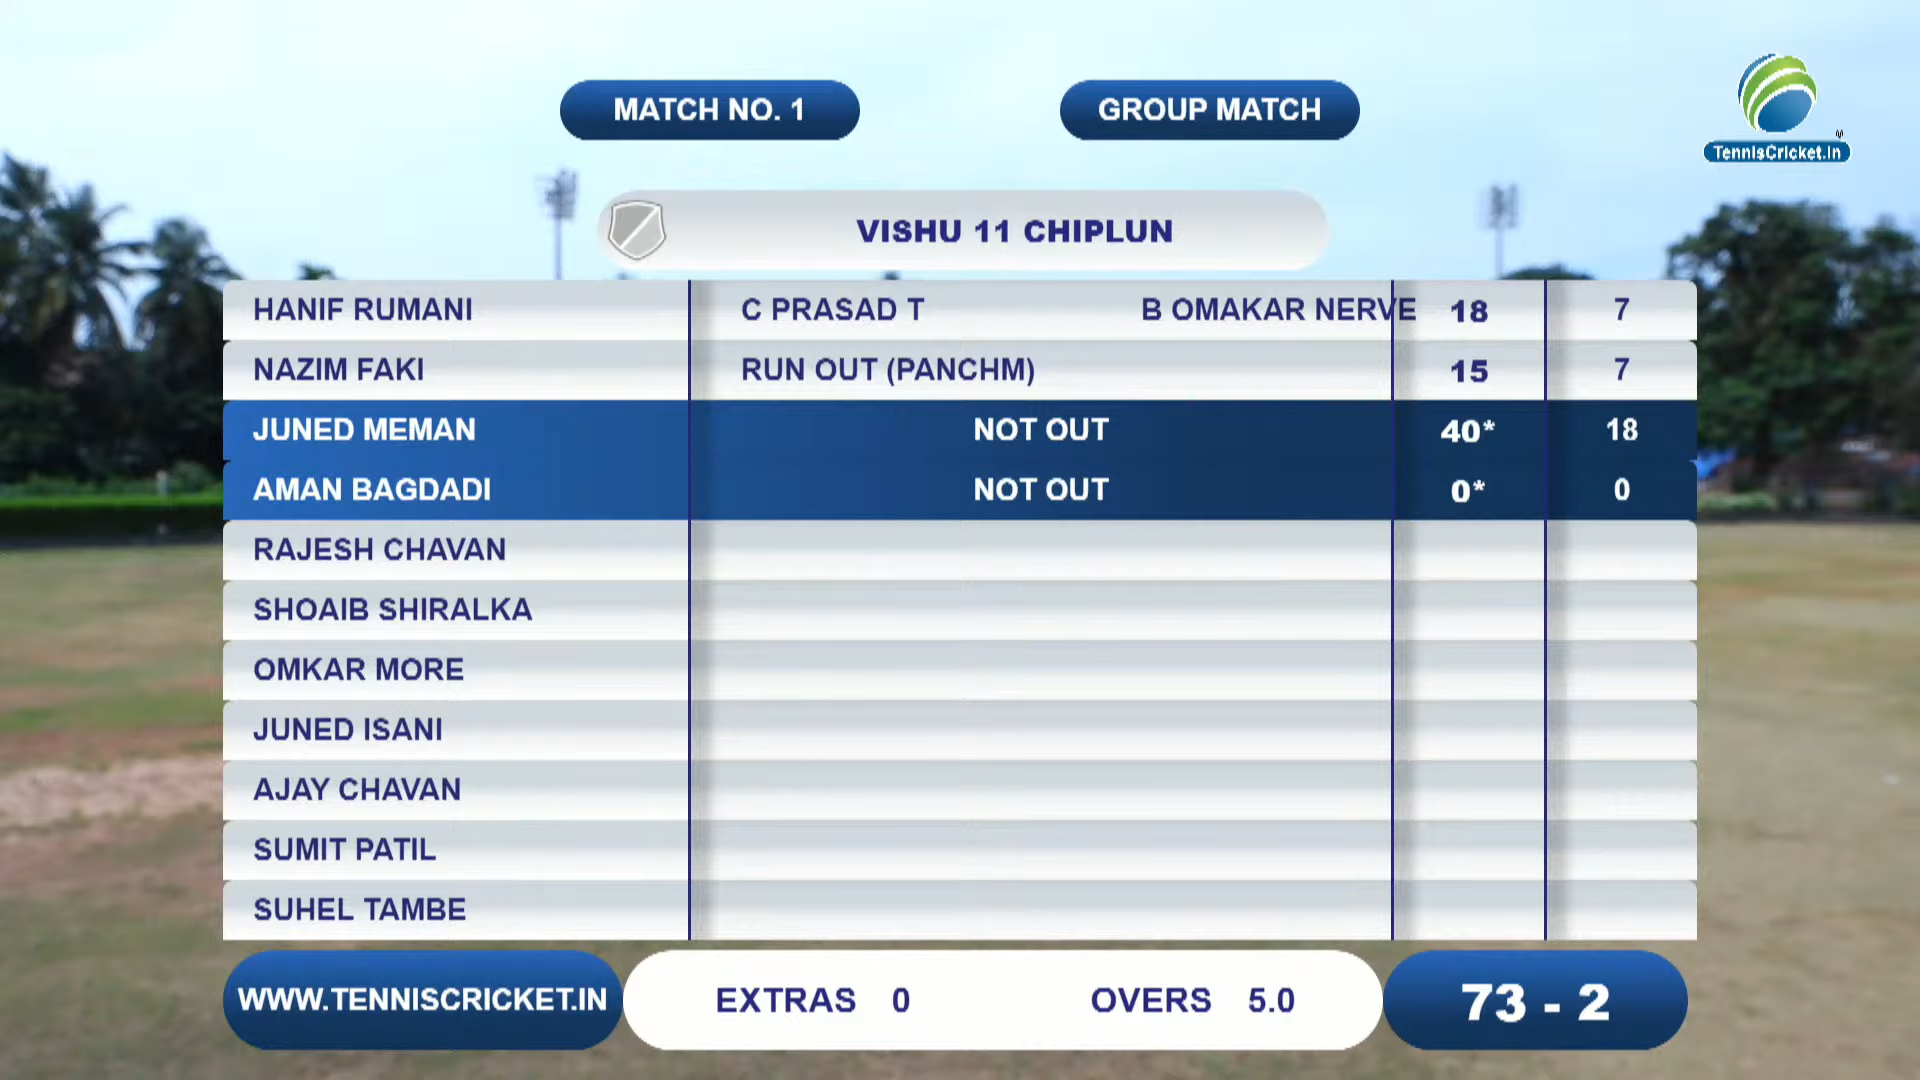 MATCH NO. 1
GROUP MATCH
TennisCricket.in
VISHU 11 CHIPLUN
HANIF RUMANI C PRASAD T B OMAKAR NERVE 18 7
NAZIM FAKI RUN OUT (PANCHM) 15 7
JUNED MEMAN NOT OUT 40* 18
AMAN BAGDADI NOT OUT 0* 0
RAJESH CHAVAN
SHOAIB SHIRALKA
OMKAR MORE
JUNED ISANI
AJAY CHAVAN
SUMIT PATIL
SUHEL TAMBE
WWW.TENNISCRICKET.IN EXTRAS 0 OVERS 5.0 73 - 2